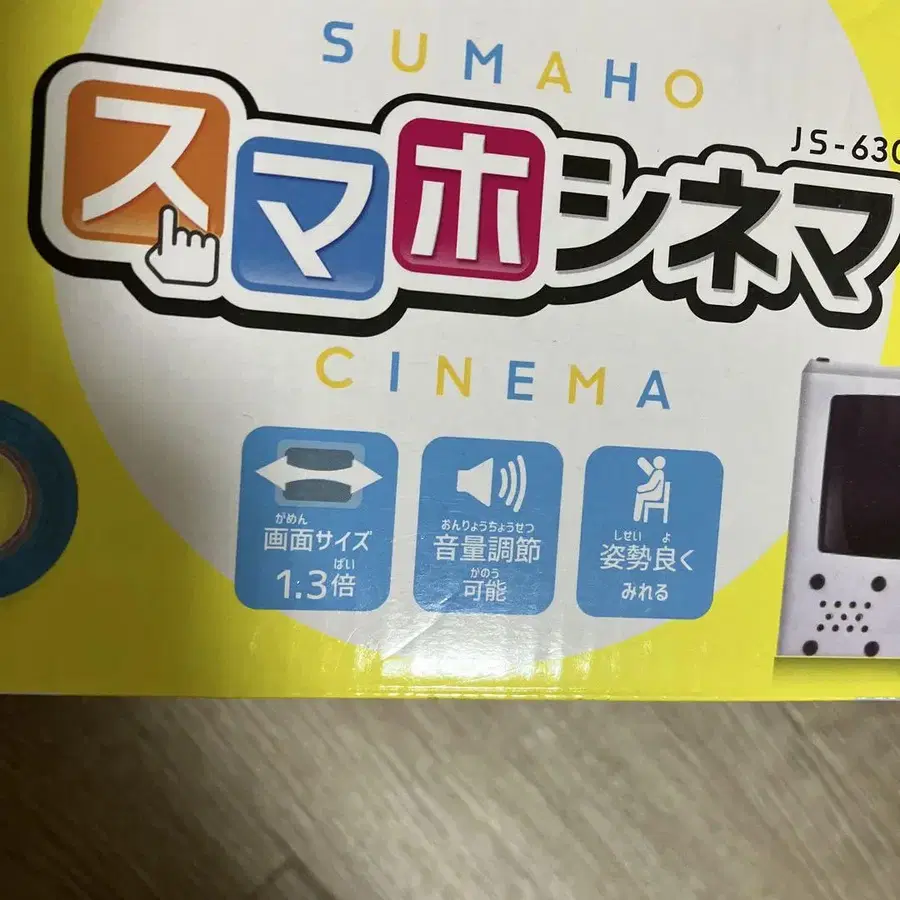 SUMAHO
JS-630
スマホシネマ
CINEMA
がめん
画面サイズ
ばい
1.3倍
おんりょうちょうせつ
音量調節
かのう
可能
しせい よ
姿勢良く
みれる